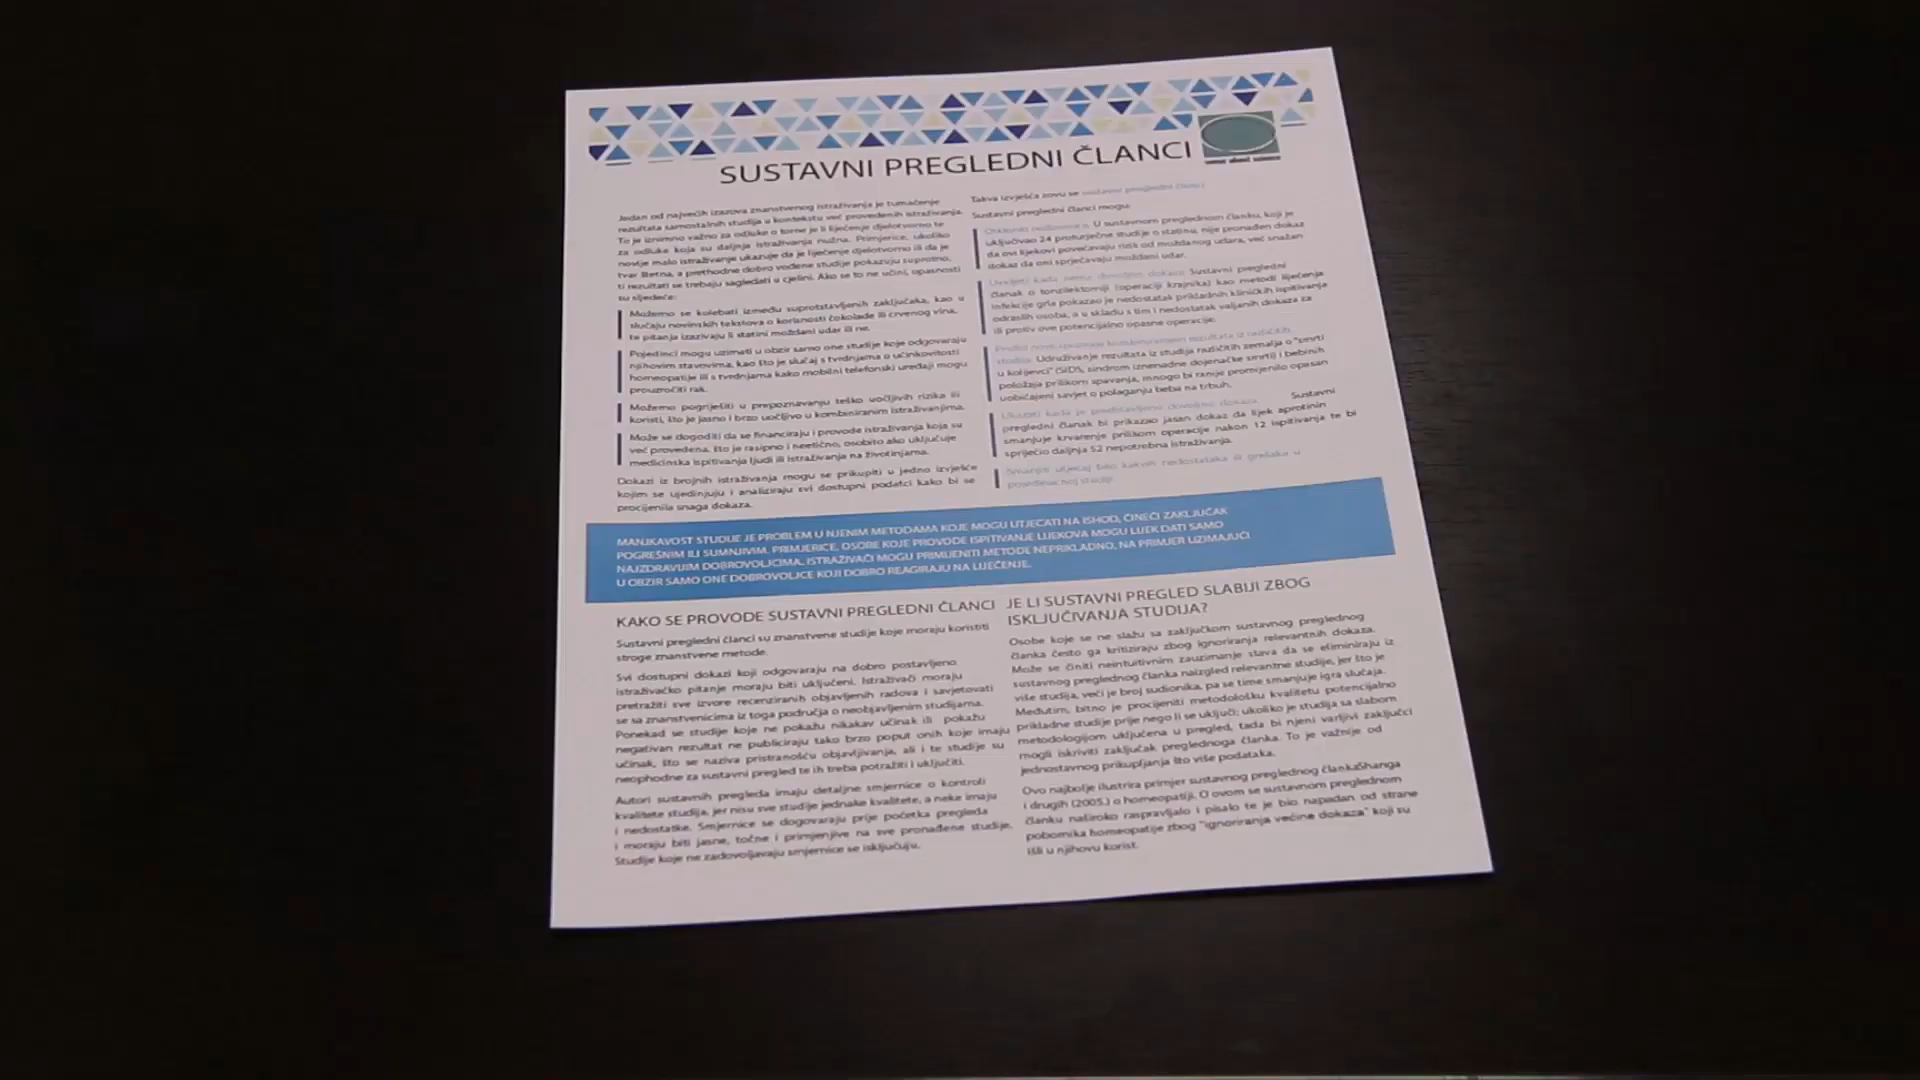 SUSTAVNI PREGLEDNI ČLANCI
sense about science
Jedan od najvećih izazova znanstvenog istraživanja je tumačenje
rezultata samostalnih studija u kontekstu već provedenih istraživanja.
To je iznimno važno za odluke o tome je li liječenje djelotvorno te
za odluke koja su daljnja istraživanja nužna. Primjerice, ukoliko
novije malo istraživanje ukazuje da je liječenje djelotvorno ili da je
tvar štetna, a prethodne dobro vođene studije pokazuju suprotno,
ti rezultati se trebaju sagledati u cjelini. Ako se to ne učini, opasnosti
su sljedeće:
Možemo se kolebati između suprotstavljenih zaključaka, kao u
slučaju novinskih tekstova o korisnosti čokolade ili crvenog vina,
te pitanja izazivaju li statini moždani udar ili ne.
Pojedinci mogu uzimati u obzir samo one studije koje odgovaraju
njihovim stavovima, kao što je slučaj s tvrdnjama o učinkovitosti
homeopatije ili s tvrdnjama kako mobilni telefonski uređaji mogu
prouzročiti rak.
Možemo pogriješiti u prepoznavanju teško uočljivih rizika ili
koristi, što je jasno i brzo uočljivo u kombiniranim istraživanjima.
Može se dogoditi da se financiraju i provode istraživanja koja su
već provedena, što je rasipno i neetično, osobito ako uključuje
medicinska ispitivanja ljudi ili istraživanja na životinjama.
Dokazi iz brojnih istraživanja mogu se prikupiti u jedno izvješće
kojim se ujedinjuju i analiziraju svi dostupni podatci kako bi se
procijenila snaga dokaza.
Takva izvješća zovu se sustavni pregledni članci
Sustavni pregledni članci mogu:
U sustavnom preglednom članku, koji je
uključivao 24 proturječne studije o statinu, nije pronađen dokaz
da ovi lijekovi povećavaju rizik od moždanog udara, već snažan
dokaz da oni sprječavaju moždani udar.
Uvidjeti kada nema dovoljno dokaza Sustavni pregledni
članak o tonzilektomiji (operaciji krajnika) kao metodi liječenja
infekcije grla pokazao je nedostatak prikladnih kliničkih ispitivanja
odraslih osoba, a u skladu s tim i nedostatak valjanih dokaza za
ili protiv ove potencijalno opasne operacije.
rezultata iz različitih
studija Udruživanje rezultata iz studija različitih zemalja o "smrti
u kolijevci" (SIDS, sindrom iznenadne dojenačke smrti) i bebinih
položaja prilikom spavanja, mnogo bi ranije promijenilo opasan
uobičajeni savjet o polaganju beba na trbuh.
Ukazati kada je predstavljeno dovoljno dokaza Sustavni
pregledni članak bi prikazao jasan dokaz da lijek aprotinin
smanjuje krvarenje prilikom operacije nakon 12 ispitivanja te bi
spriječio daljnja 52 nepotrebna istraživanja.
Smanjiti utjecaj bilo kakvih nedostataka ili grešaka u
pojedinačnoj studiji
MANJKAVOST STUDIJE JE PROBLEM U NJENIM METODAMA KOJE MOGU UTJECATI NA ISHOD, ČINEĆI ZAKLJUČAK
POGREŠNIM ILI SUMNJIVIM. PRIMJERICE, OSOBE KOJE PROVODE ISPITIVANJE LIJEKOVA MOGU LIJEK DATI SAMO
NAJZDRAVIJIM DOBROVOLJCIMA. ISTRAŽIVAČI MOGU PRIMIJENITI METODE NEPRIKLADNO, NA PRIMJER UZIMAJUĆI
U OBZIR SAMO ONE DOBROVOLJCE KOJI DOBRO REAGIRAJU NA LIJEČENJE.
KAKO SE PROVODE SUSTAVNI PREGLEDNI ČLANCI
Sustavni pregledni članci su znanstvene studije koje moraju koristiti
stroge znanstvene metode.
Svi dostupni dokazi koji odgovaraju na dobro postavljeno
istraživačko pitanje moraju biti uključeni. Istraživači moraju
pretražiti sve izvore recenziranih objavljenih radova i savjetovati
se sa znanstvenicima iz toga područja o neobjavljenim studijama.
Ponekad se studije koje ne pokažu nikakav učinak ili pokažu
negativan rezultat ne publiciraju tako brzo poput onih koje imaju
učinak, što se naziva pristranošću objavljivanja, ali i te studije su
neophodne za sustavni pregled te ih treba potražiti i uključiti.
Autori sustavnih pregleda imaju detaljne smjernice o kontroli
kvalitete studija, jer nisu sve studije jednake kvalitete, a neke imaju
i nedostatke. Smjernice se dogovaraju prije početka pregleda
i moraju biti jasne, točne i primjenjive na sve pronađene studije.
Studije koje ne zadovoljavaju smjernice se isključuju.
JE LI SUSTAVNI PREGLED SLABIJI ZBOG
ISKLJUČIVANJA STUDIJA?
Osobe koje se ne slažu sa zaključkom sustavnog preglednog
članka često ga kritiziraju zbog ignoriranja relevantnih dokaza.
Može se činiti neintuitivnim zauzimanje stava da se eliminiraju iz
sustavnog preglednog članka naizgled relevantne studije, jer što je
više studija, veći je broj sudionika, pa se time smanjuje igra slučaja.
Međutim, bitno je procijeniti metodološku kvalitetu potencijalno
prikladne studije prije nego li se uključi; ukoliko je studija sa slabom
metodologijom uključena u pregled, tada bi njeni varljivi zaključci
mogli iskriviti zaključak preglednoga članka. To je važnije od
jednostavnog prikupljanja što više podataka.
Ovo najbolje ilustrira primjer sustavnog preglednog člankaShanga
i drugih (2005.) o homeopatiji. O ovom se sustavnom preglednom
članku naširoko raspravljalo i pisalo te je bio napadan od strane
pobornika homeopatije zbog "ignoriranja većine dokaza" koji su
išli u njihovu korist.